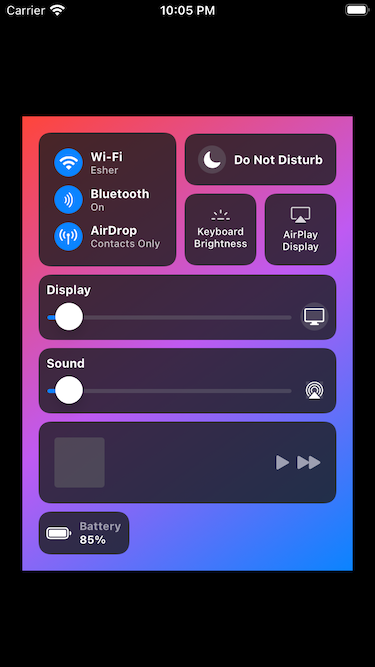 Carrier
10:05 PM
Wi-Fi
Esher
Bluetooth
On
AirDrop
Contacts Only
Do Not Disturb
Keyboard
Brightness
AirPlay
Display
Display
Sound
Battery
85%